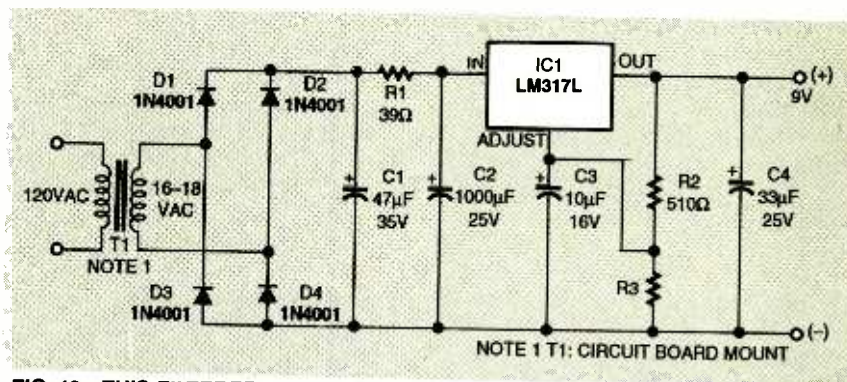 D1
1N4001
D2
1N4001
R1
39Ω
IN
IC1
LM317L
OUT
ADJUST
(+)
9V
120VAC
16–18
VAC
T1
NOTE 1
C1
47μF
35V
C2
1000μF
25V
C3
10μF
16V
R2
510Ω
C4
33μF
25V
D3
1N4001
D4
1N4001
R3
(–)
NOTE 1 T1: CIRCUIT BOARD MOUNT